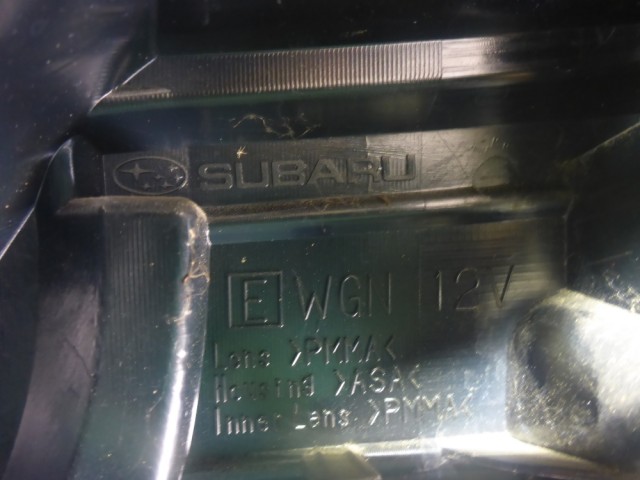 SUBARU
E WGN 12V
Lens >PMMA<
Housing >ASA<
Inner Lens >PMMA<